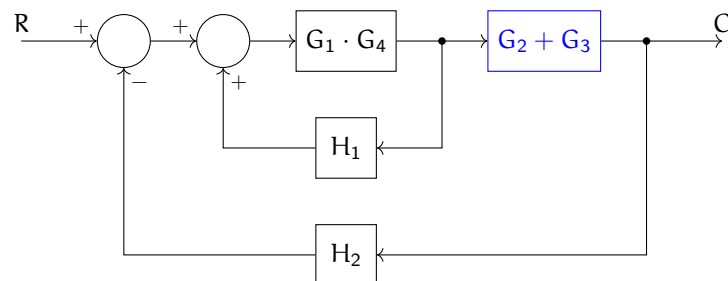 R + + G₁ · G₄ G₂ + G₃ C
− +
H₁
H₂